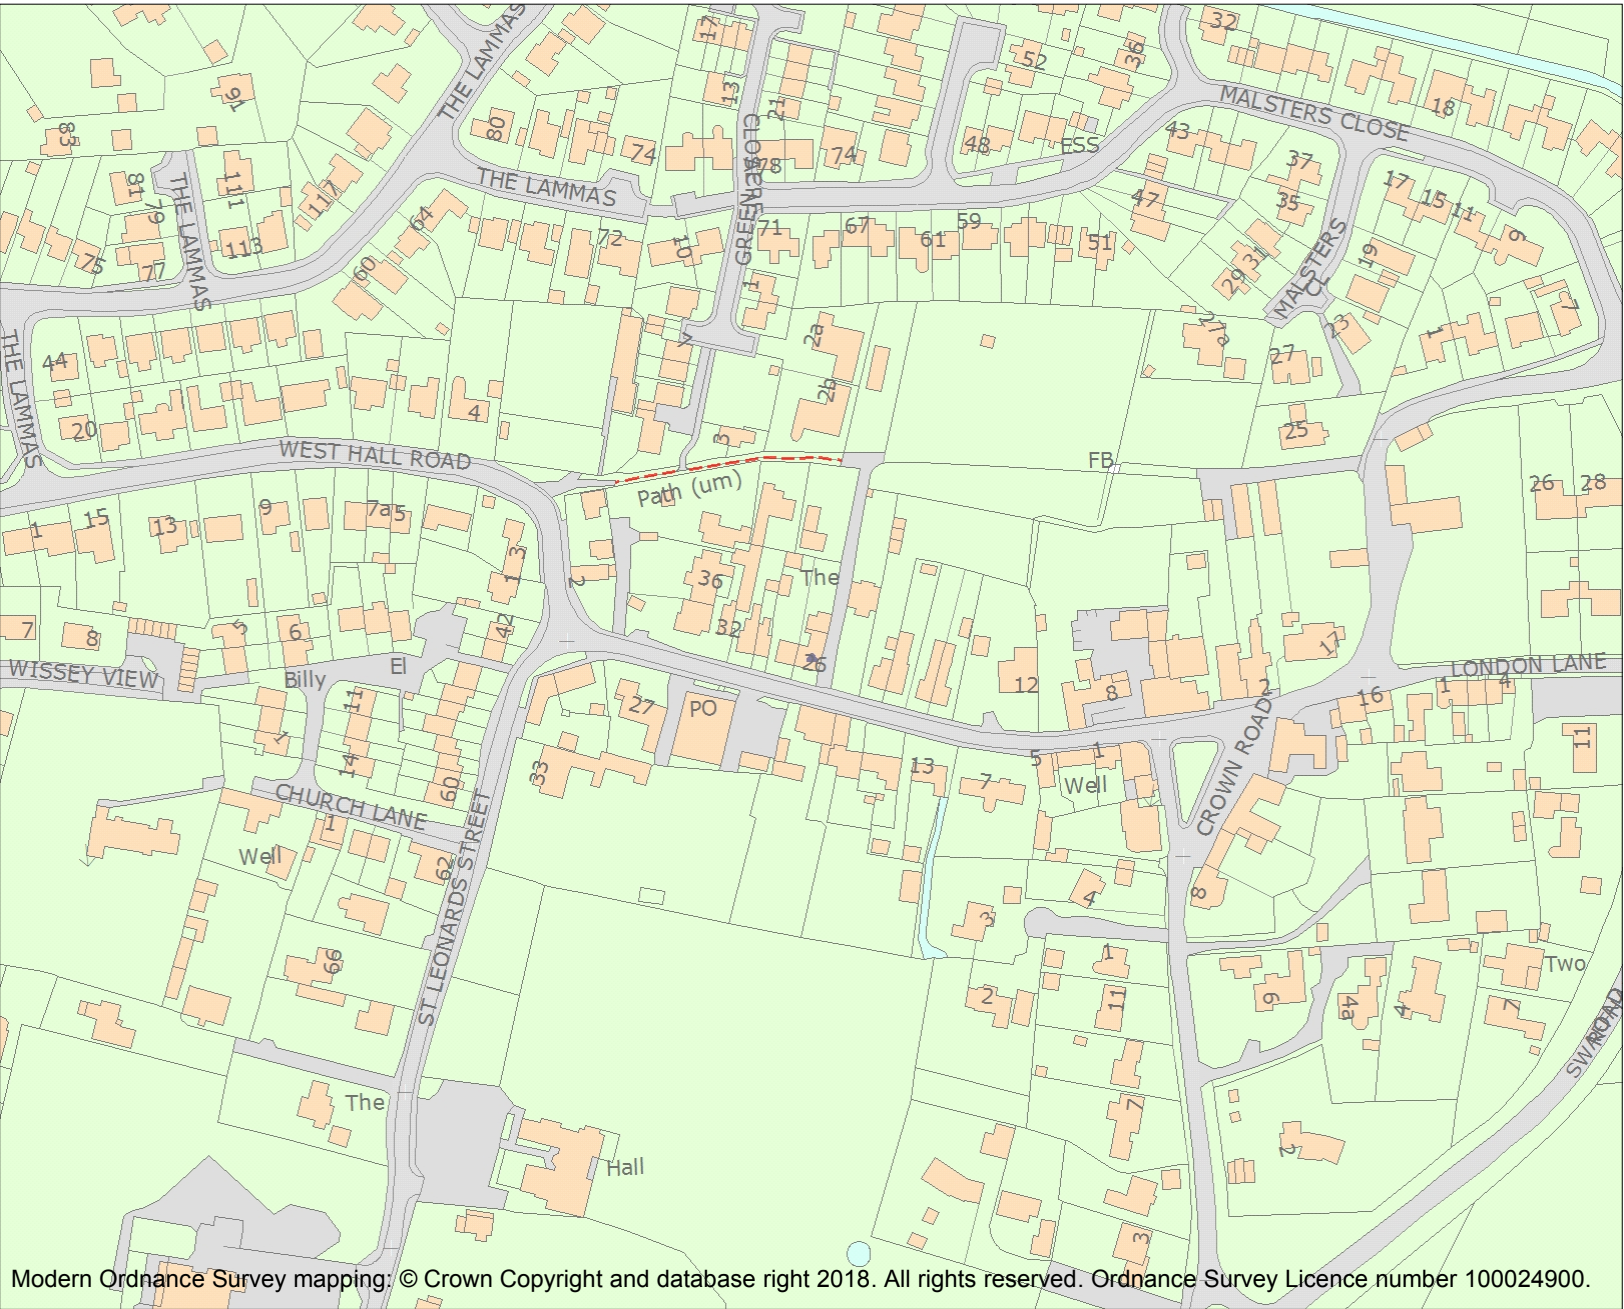 THE LAMMAS
17
32
52
36
91
13
21
MALSTERS CLOSE
18
83
80
74
CLOSE
GREEN
78
74
48
ESS
43
37
81
111
117
THE LAMMAS
THE LAMMAS
79
64
72
10
71
67
59
61
51
47
35
17
15
11
9
75
77
113
60
1
29
31
MALSTERS
CL
19
7
THE LAMMAS
44
2a
7
27a
23
27
1
20
4
2b
3
25
WEST HALL ROAD
FB
Path (um)
26
28
1
15
13
9
7a
5
3
1
2
36
The
7
8
5
6
42
32
26
17
WISSEY VIEW
Billy
El
11
27
PO
12
8
2
16
1
4
LONDON LANE
1
14
33
13
7
5
1
Well
CROWN ROAD
11
60
CHURCH LANE
1
Well
62
ST LEONARDS STREET
4
8
3
66
1
2
11
6
4a
4
7
Two
SWAN
ROAD
The
7
2
Hall
3
Modern Ordnance Survey mapping: © Crown Copyright and database right 2018. All rights reserved. Ordnance Survey Licence number 100024900.